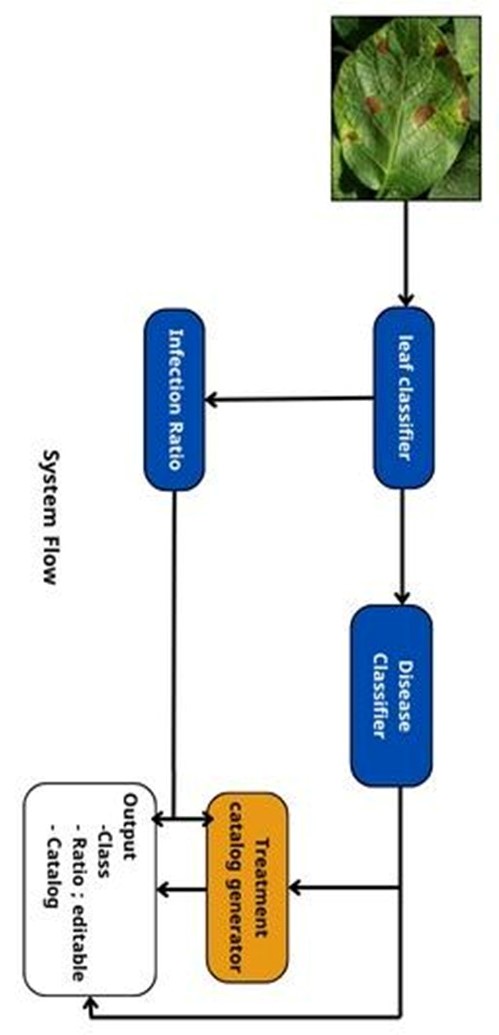 leaf classifier
Disease
Classifier
Infection Ratio
Treatment
catalog generator
Output
-Class
- Ratio ; editable
- Catalog
System Flow